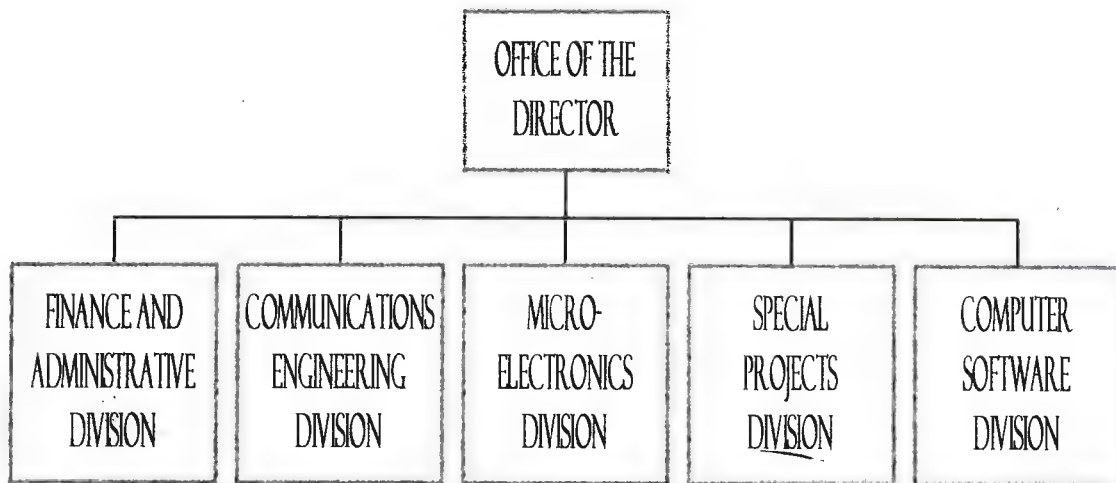 OFFICE OF THE
DIRECTOR
FINANCE AND
ADMINISTRATIVE
DIVISION
COMMUNICATIONS
ENGINEERING
DIVISION
MICRO-
ELECTRONICS
DIVISION
SPECIAL
PROJECTS
DIVISION
COMPUTER
SOFTWARE
DIVISION